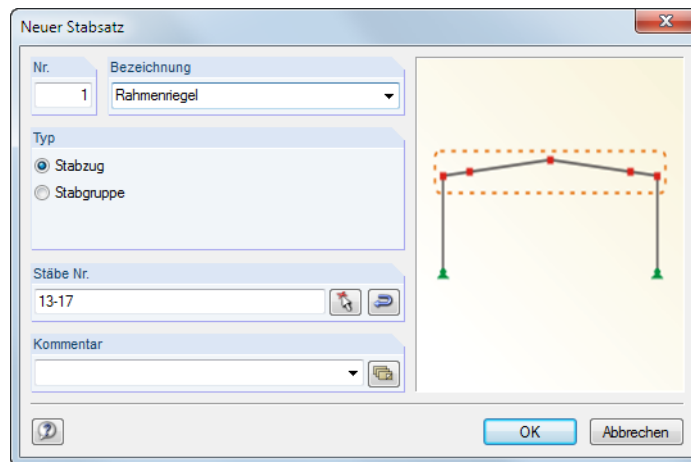 Neuer Stabsatz
Nr.
Bezeichnung
1
Rahmenriegel
Typ
Stabzug
Stabgruppe
Stäbe Nr.
13-17
Kommentar
OK
Abbrechen